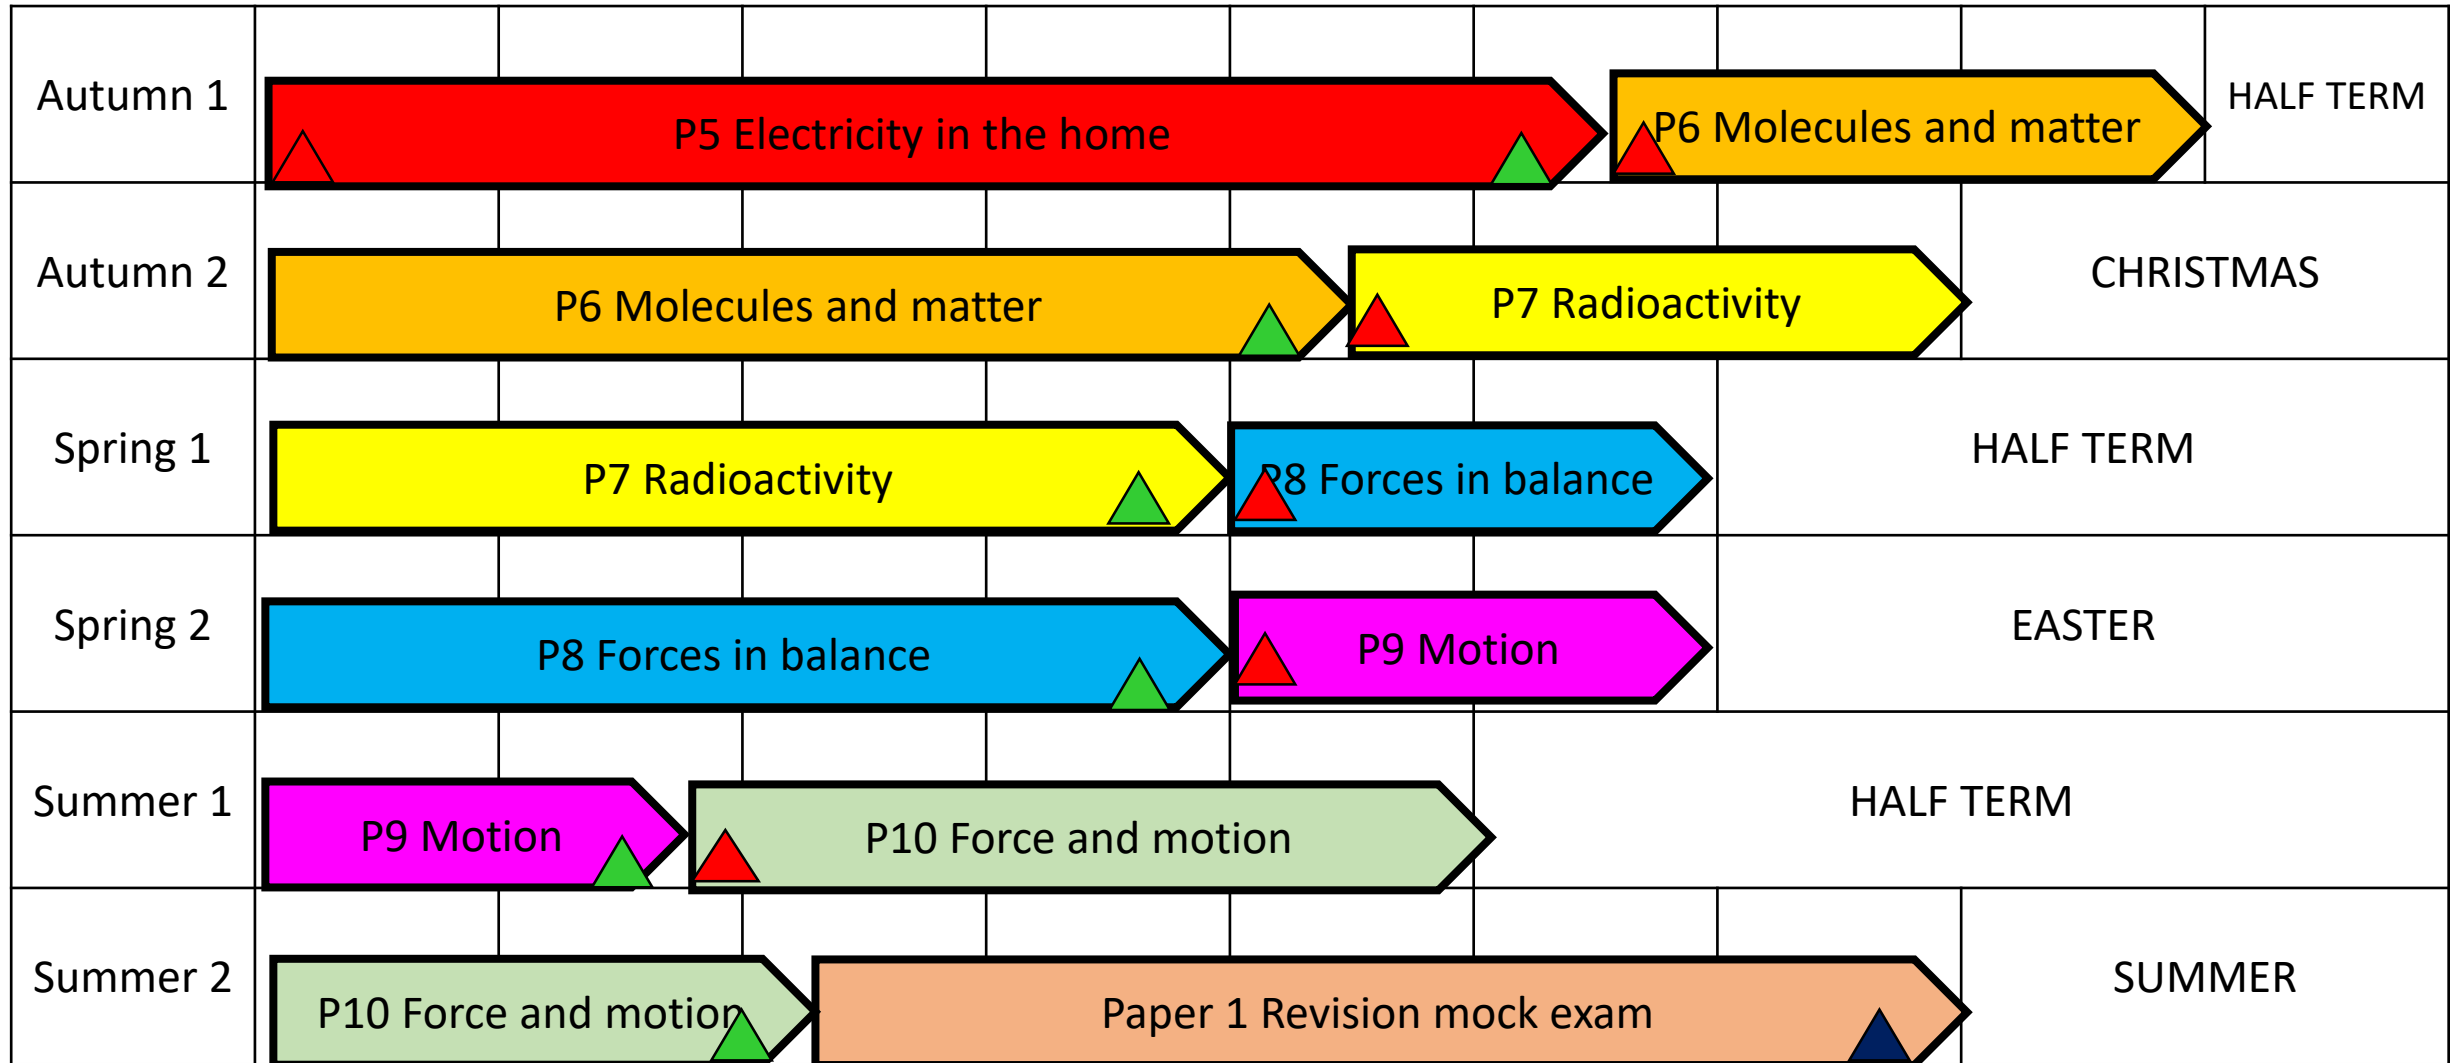 Autumn 1
P5 Electricity in the home
P6 Molecules and matter
HALF TERM
Autumn 2
P6 Molecules and matter
P7 Radioactivity
CHRISTMAS
Spring 1
P7 Radioactivity
P8 Forces in balance
HALF TERM
Spring 2
P8 Forces in balance
P9 Motion
EASTER
Summer 1
P9 Motion
P10 Force and motion
HALF TERM
Summer 2
P10 Force and motion
Paper 1 Revision mock exam
SUMMER